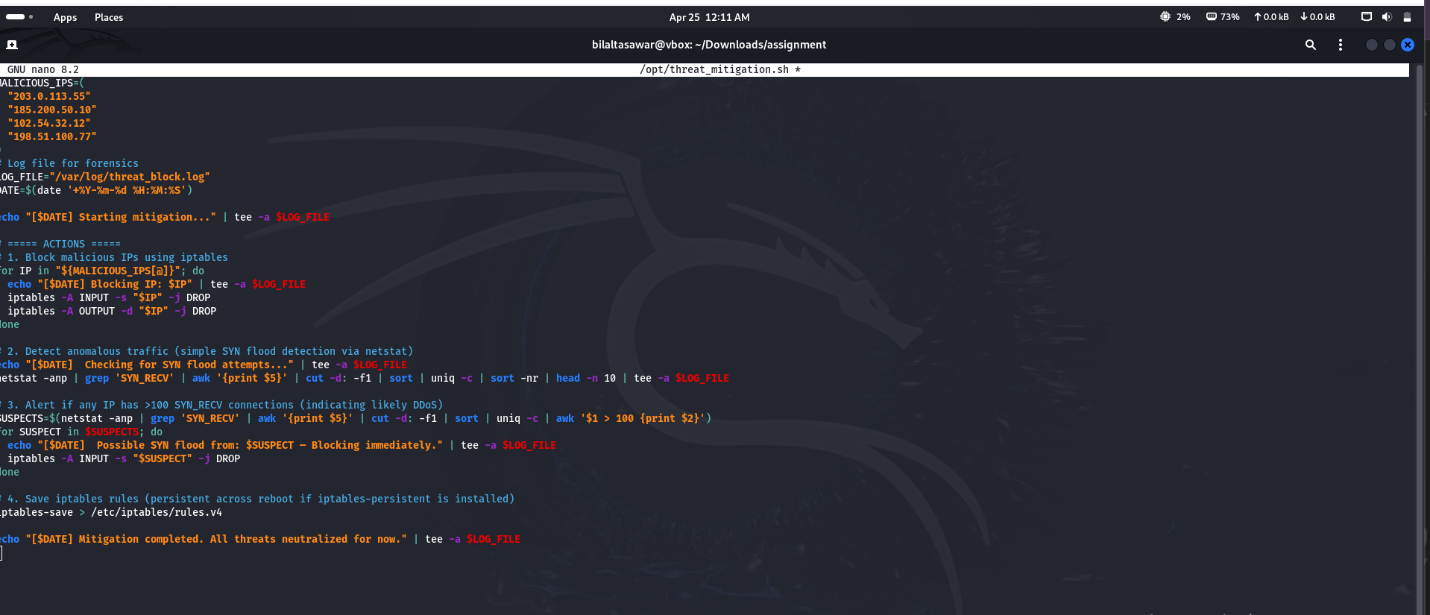 Apps Places Apr 25 12:11 AM 2% 73% ↑ 0.0 kB ↓ 0.0 kB
bilaltasawar@vbox: ~/Downloads/assignment
GNU nano 8.2 /opt/threat_mitigation.sh *
MALICIOUS_IPS=(
"203.0.113.55"
"185.200.50.10"
"102.54.32.12"
"198.51.100.77"
)
# Log file for forensics
LOG_FILE="/var/log/threat_block.log"
DATE=$(date '+%Y-%m-%d %H:%M:%S')
echo "[$DATE] Starting mitigation..." | tee -a $LOG_FILE
# ===== ACTIONS =====
# 1. Block malicious IPs using iptables
for IP in "${MALICIOUS_IPS[@]}"; do
echo "[$DATE] Blocking IP: $IP" | tee -a $LOG_FILE
iptables -A INPUT -s "$IP" -j DROP
iptables -A OUTPUT -d "$IP" -j DROP
done
# 2. Detect anomalous traffic (simple SYN flood detection via netstat)
echo "[$DATE]  Checking for SYN flood attempts..." | tee -a $LOG_FILE
netstat -anp | grep 'SYN_RECV' | awk '{print $5}' | cut -d: -f1 | sort | uniq -c | sort -nr | head -n 10 | tee -a $LOG_FILE
# 3. Alert if any IP has >100 SYN_RECV connections (indicating likely DDoS)
SUSPECTS=$(netstat -anp | grep 'SYN_RECV' | awk '{print $5}' | cut -d: -f1 | sort | uniq -c | awk '$1 > 100 {print $2}')
for SUSPECT in $SUSPECTS; do
echo "[$DATE]  Possible SYN flood from: $SUSPECT — Blocking immediately." | tee -a $LOG_FILE
iptables -A INPUT -s "$SUSPECT" -j DROP
done
# 4. Save iptables rules (persistent across reboot if iptables-persistent is installed)
iptables-save > /etc/iptables/rules.v4
echo "[$DATE] Mitigation completed. All threats neutralized for now." | tee -a $LOG_FILE